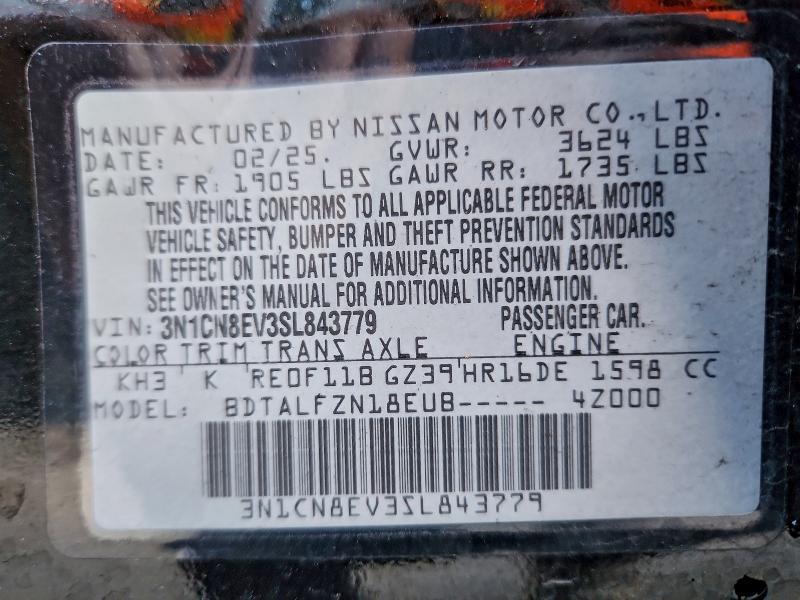 MANUFACTURED BY NISSAN MOTOR CO., LTD.
DATE: 02/25. GVWR: 3624 LBS
GAWR FR: 1905 LBS GAWR RR: 1735 LBS
THIS VEHICLE CONFORMS TO ALL APPLICABLE FEDERAL MOTOR
VEHICLE SAFETY, BUMPER AND THEFT PREVENTION STANDARDS
IN EFFECT ON THE DATE OF MANUFACTURE SHOWN ABOVE.
SEE OWNER'S MANUAL FOR ADDITIONAL INFORMATION.
VIN: 3N1CN8EV3SL843779 PASSENGER CAR.
COLOR TRIM TRANS AXLE ENGINE
KH3 K RE0F11B GZ39 HR16DE 1598 CC
MODEL: BDTALFZN18EUB----- 4Z000
3N1CN8EV3SL843779